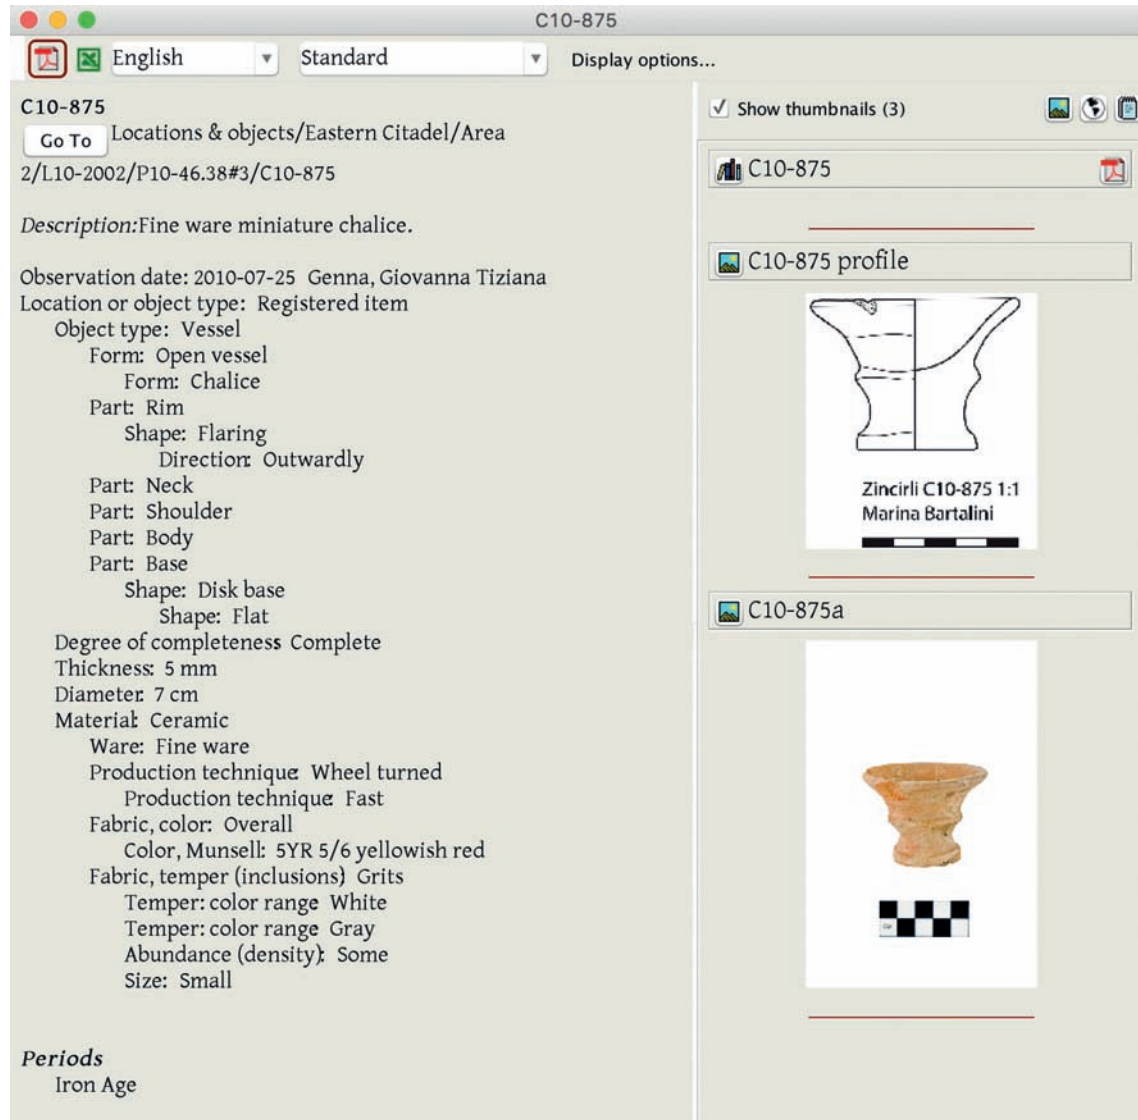 C10-875
English
Standard
Display options...
C10-875
Go To Locations & objects/Eastern Citadel/Area
2/L10-2002/P10-46.38#3/C10-875
Description:Fine ware miniature chalice.
Observation date: 2010-07-25 Genna, Giovanna Tiziana
Location or object type: Registered item
Object type: Vessel
Form: Open vessel
Form: Chalice
Part: Rim
Shape: Flaring
Direction: Outwardly
Part: Neck
Part: Shoulder
Part: Body
Part: Base
Shape: Disk base
Shape: Flat
Degree of completeness Complete
Thickness: 5 mm
Diameter: 7 cm
Material: Ceramic
Ware: Fine ware
Production technique: Wheel turned
Production technique: Fast
Fabric, color: Overall
Color, Munsell: 5YR 5/6 yellowish red
Fabric, temper (inclusions) Grits
Temper: color range White
Temper: color range Gray
Abundance (density): Some
Size: Small
Periods
Iron Age
Show thumbnails (3)
C10-875
C10-875 profile
Zincirli C10-875 1:1
Marina Bartalini
C10-875a